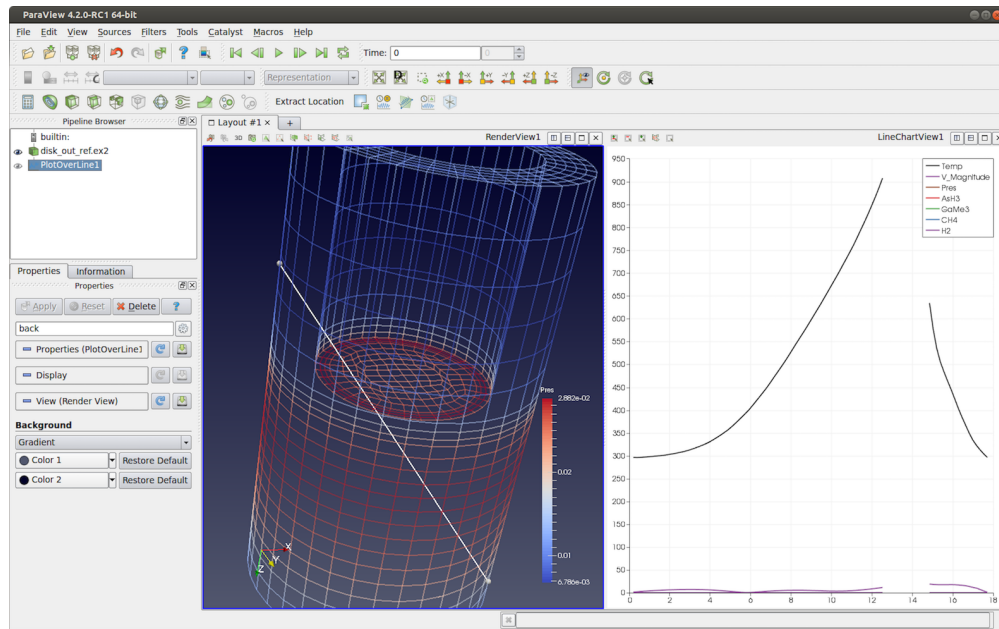 ParaView 4.2.0-RC1 64-bit
File Edit View Sources Filters Tools Catalyst Macros Help
Time: 0 0
Representation
Extract Location
Pipeline Browser
builtin:
disk_out_ref.ex2
PlotOverLine1
Properties Information
Properties
Apply Reset Delete ?
back
Properties (PlotOverLine1
Display
View (Render View)
Background
Gradient
Color 1 Restore Default
Color 2 Restore Default
Layout #1 × +
3D
RenderView1
Pres
2.882e-02
0.02
0.01
6.786e-03
X
Y
Z
LineChartView1
Temp
V_Magnitude
Pres
AsH3
GaMe3
CH4
H2
950
900
850
800
750
700
650
600
550
500
450
400
350
300
250
200
150
100
50
0
0 2 4 6 8 10 12 14 16 18